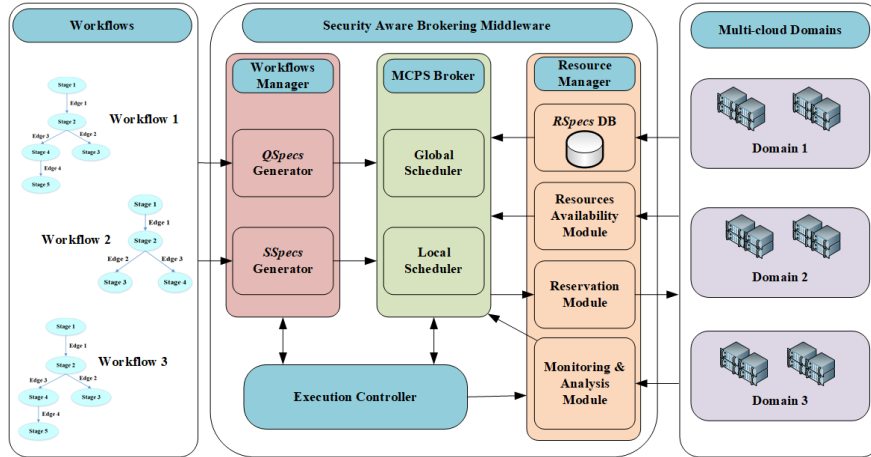 Workflows
Stage 1
Edge 1
Stage 2
Edge 3
Edge 2
Stage 4
Stage 3
Edge 4
Stage 5
Workflow 1
Stage 1
Edge 1
Workflow 2
Stage 2
Edge 2
Edge 3
Stage 3
Stage 4
Stage 1
Edge 1
Workflow 3
Stage 2
Edge 3
Edge 2
Stage 4
Stage 3
Edge 4
Stage 5
Security Aware Brokering Middleware
Workflows
Manager
QSpecs
Generator
SSpecs
Generator
MCPS Broker
Global
Scheduler
Local
Scheduler
Resource
Manager
RSpecs DB
Resources
Availability
Module
Reservation
Module
Monitoring &
Analysis
Module
Execution Controller
Multi-cloud Domains
Domain 1
Domain 2
Domain 3